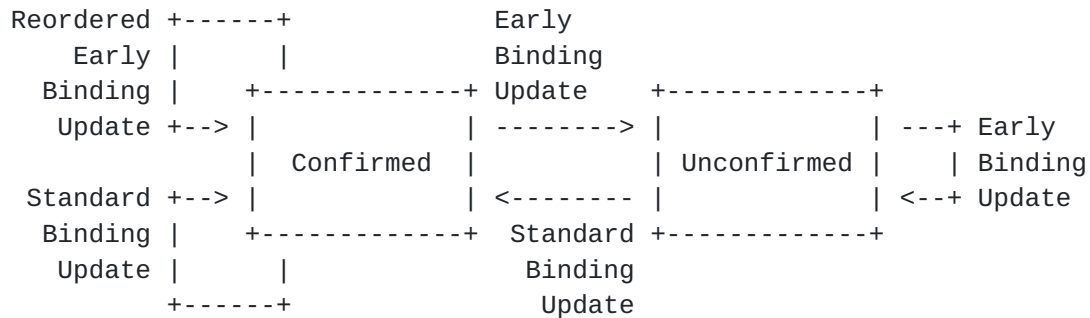 Reordered +------+ Early
Early | | Binding
Binding | +-------------+ Update +-------------+
Update +--> | | --------> | | ---+ Early
| Confirmed | | Unconfirmed | | Binding
Standard +--> | | <-------- | | <--+ Update
Binding | +-------------+ Standard +-------------+
Update | | Binding
+------+ Update